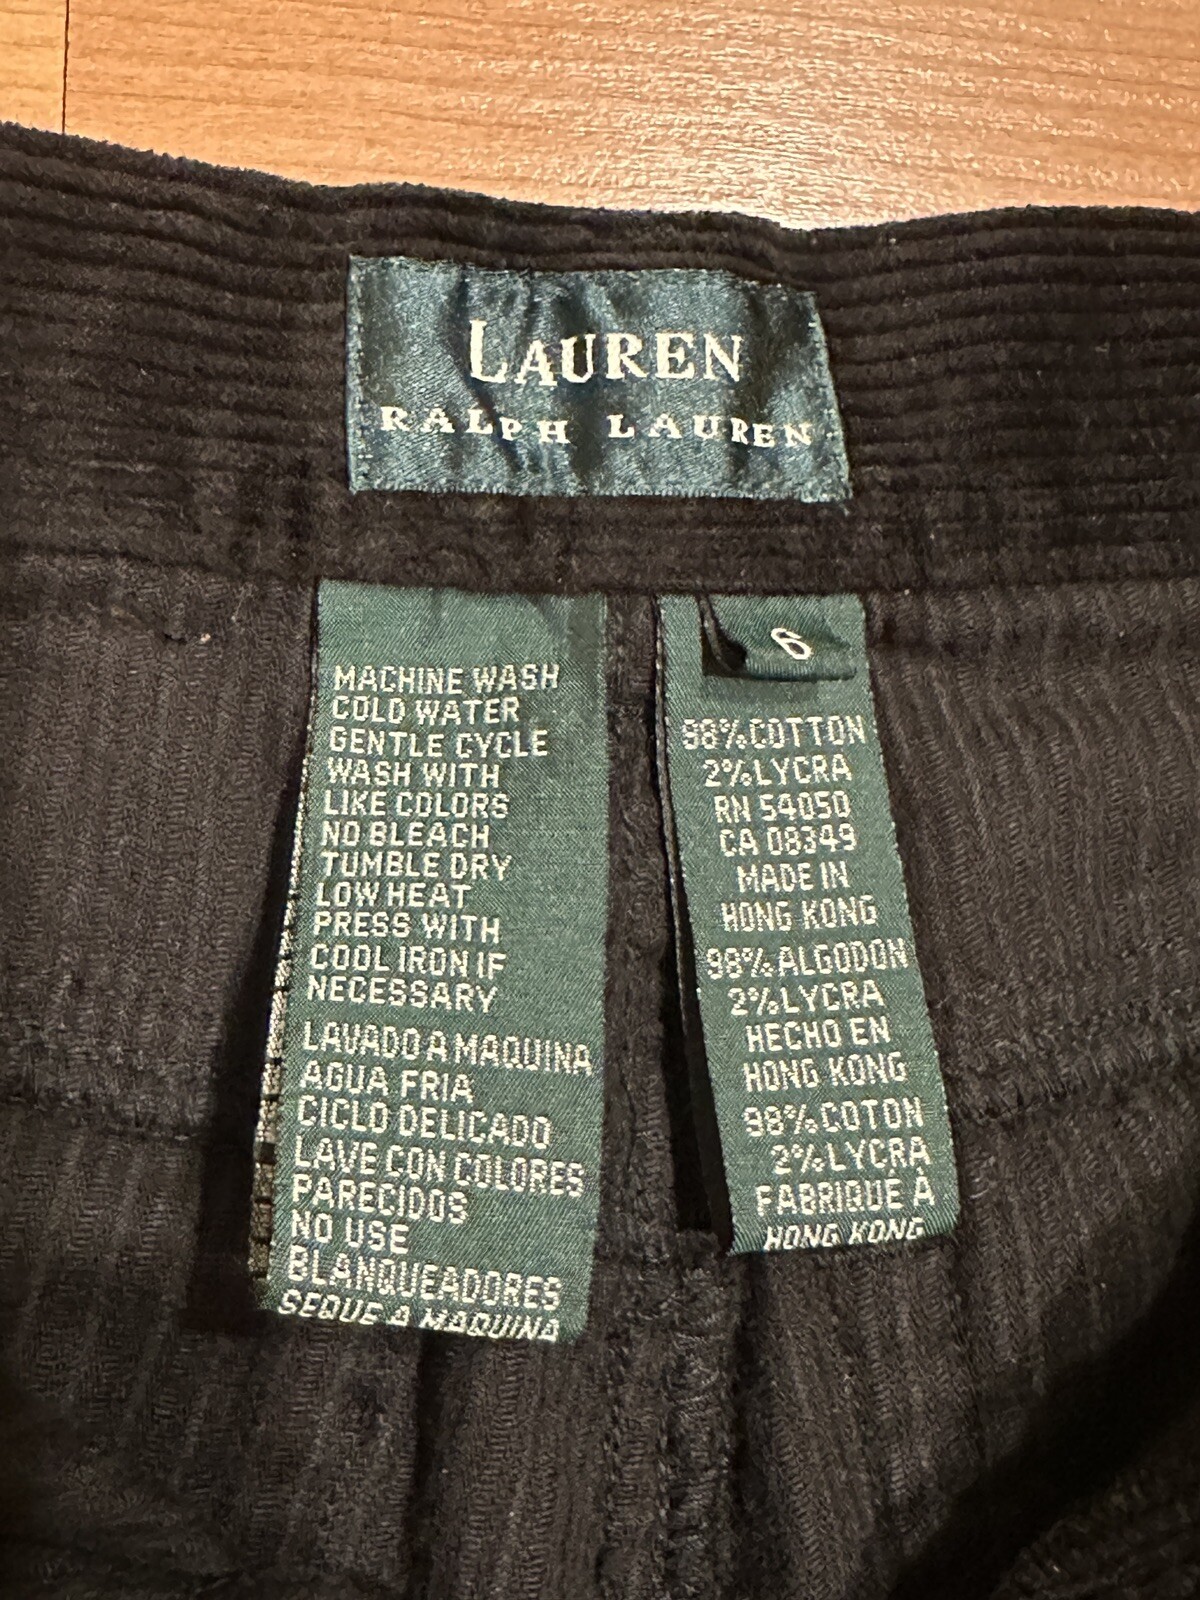 LAUREN
RALPH LAUREN
MACHINE WASH
COLD WATER
GENTLE CYCLE
WASH WITH
LIKE COLORS
NO BLEACH
TUMBLE DRY
LOW HEAT
PRESS WITH
COOL IRON IF
NECESSARY
LAVADO A MAQUINA
AGUA FRIA
CICLO DELICADO
LAVE CON COLORES
PARECIDOS
NO USE
BLANQUEADORES
SEQUE A MAQUINA
6
98% COTTON
2% LYCRA
RN 54050
CA 08349
MADE IN
HONG KONG
98% ALGODON
2% LYCRA
HECHO EN
HONG KONG
98% COTON
2% LYCRA
FABRIQUE À
HONG KONG